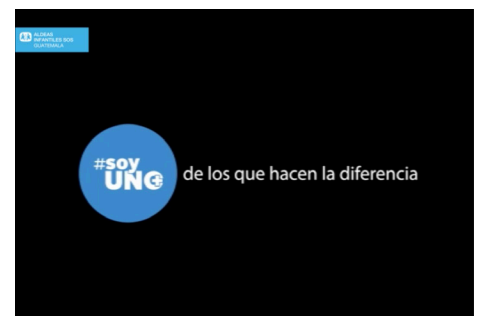 ALDEAS
INFANTILES SOS
GUATEMALA
#soy
UNO
de los que hacen la diferencia